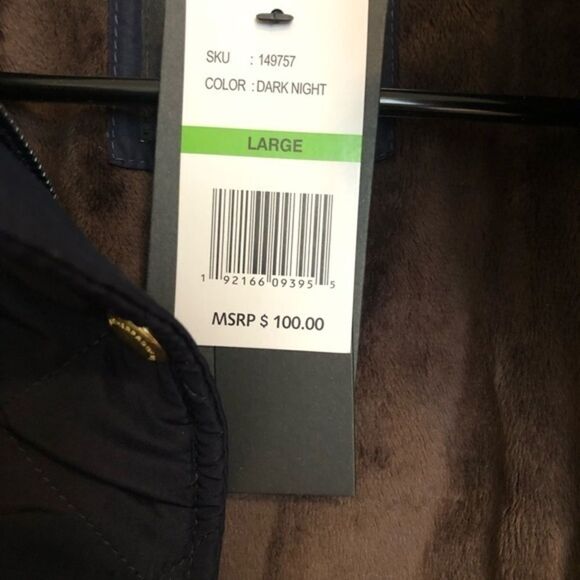 SKU : 149757
COLOR : DARK NIGHT
LARGE
1 92166 09395 5
MSRP $ 100.00